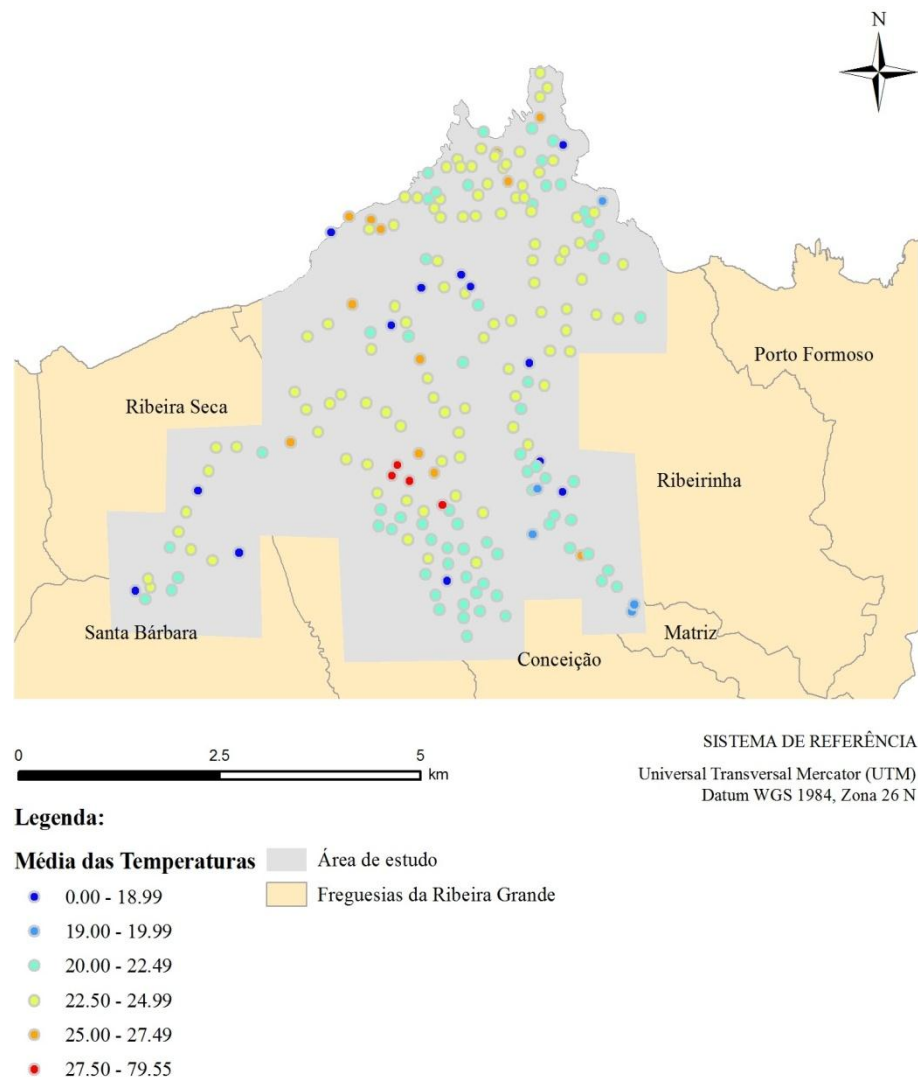 N
Porto Formoso
Ribeira Seca
Ribeirinha
Santa Bárbara
Matriz
Conceição
0 2.5 5
km
SISTEMA DE REFERÊNCIA
Universal Transversal Mercator (UTM)
Datum WGS 1984, Zona 26 N
Legenda:
Média das Temperaturas
0.00 - 18.99
19.00 - 19.99
20.00 - 22.49
22.50 - 24.99
25.00 - 27.49
27.50 - 79.55
Área de estudo
Freguesias da Ribeira Grande